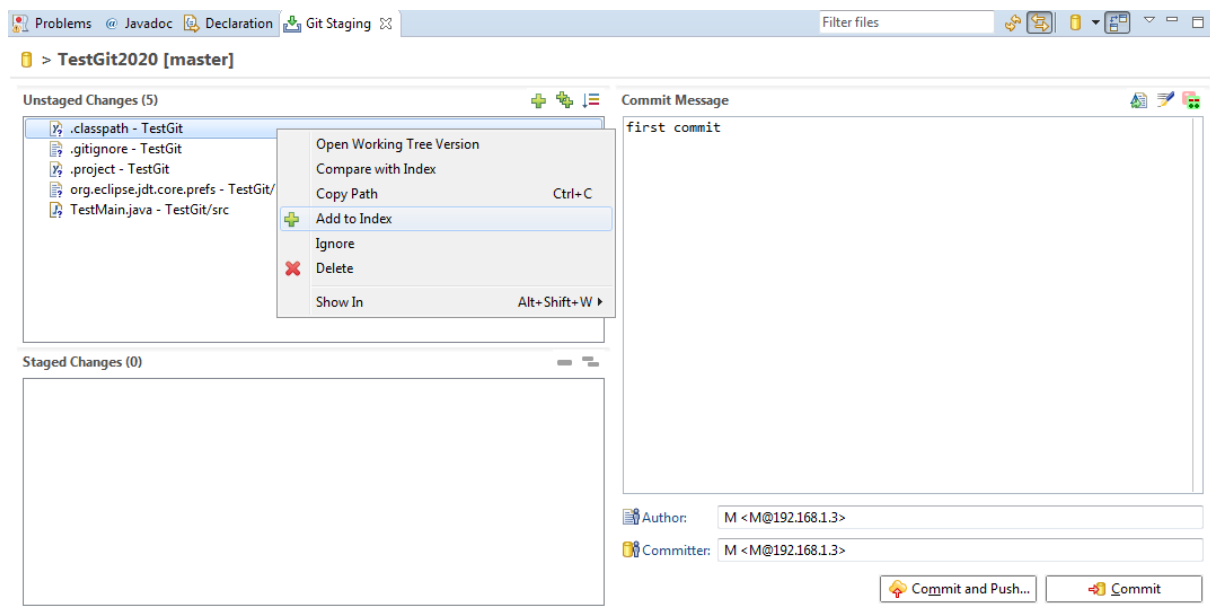 Problems @ Javadoc Declaration Git Staging Filter files
> TestGit2020 [master]
Unstaged Changes (5)
.classpath - TestGit
.gitignore - TestGit
.project - TestGit
org.eclipse.jdt.core.prefs - TestGit/
TestMain.java - TestGit/src
Open Working Tree Version
Compare with Index
Copy Path Ctrl+C
Add to Index
Ignore
Delete
Show In Alt+Shift+W
Staged Changes (0)
Commit Message
first commit
Author: M <M@192.168.1.3>
Committer: M <M@192.168.1.3>
Commit and Push... Commit